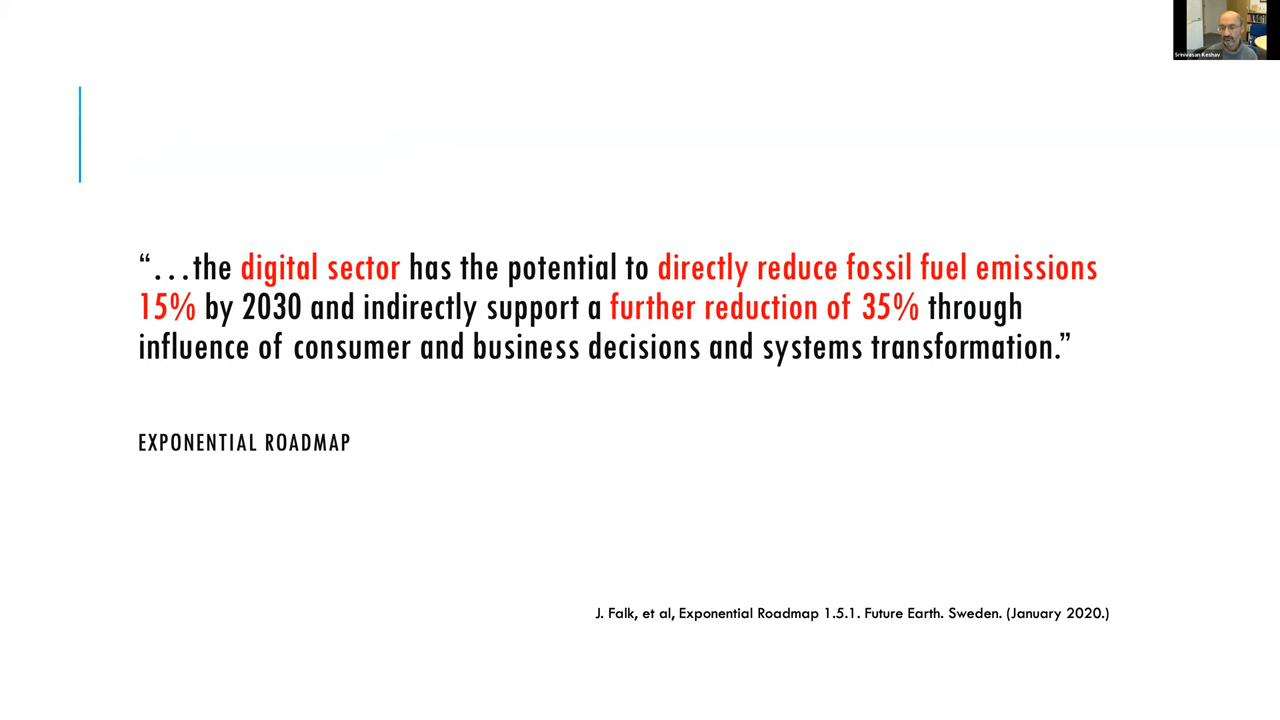 Srinivasan Keshav
“...the digital sector has the potential to directly reduce fossil fuel emissions
15% by 2030 and indirectly support a further reduction of 35% through
influence of consumer and business decisions and systems transformation.”
EXPONENTIAL ROADMAP
J. Falk, et al, Exponential Roadmap 1.5.1. Future Earth. Sweden. (January 2020.)